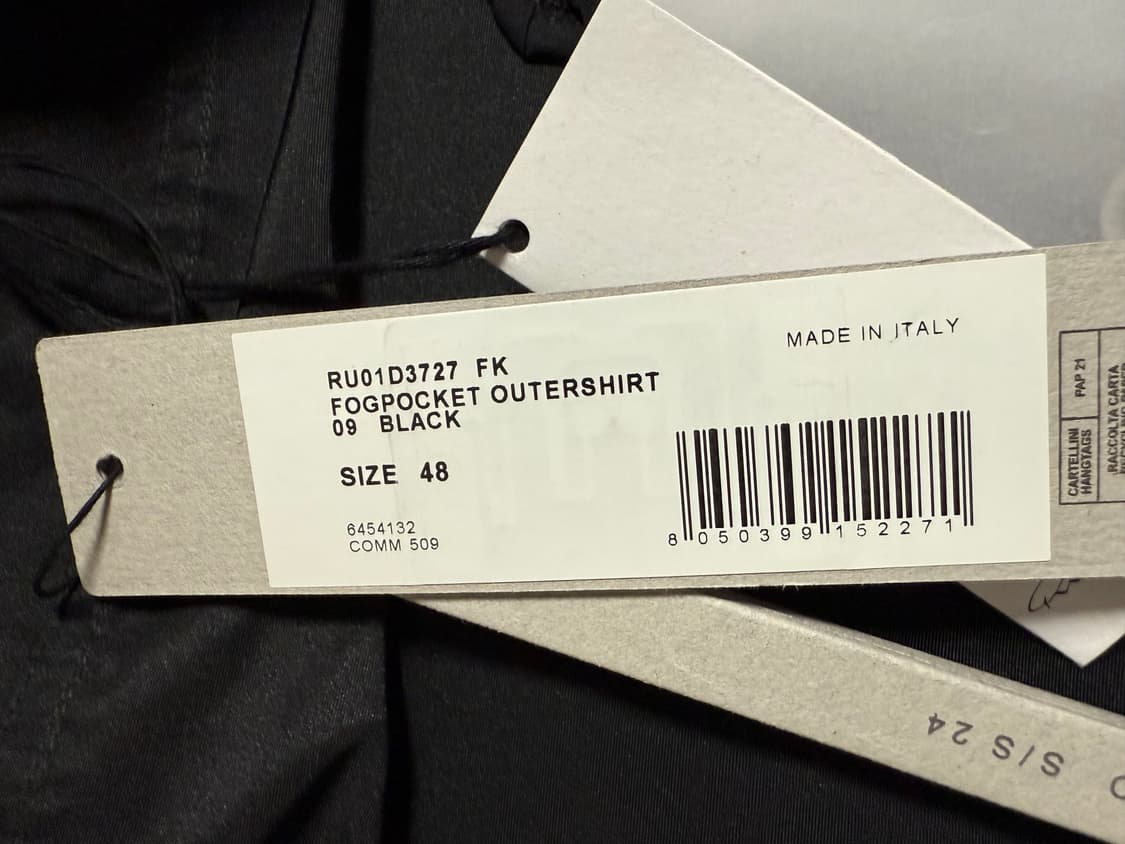 MADE IN ITALY
RU01D3727 FK
FOGPOCKET OUTERSHIRT
09 BLACK
SIZE 48
6454132
COMM 509
8 050399 152271
CARTELLINI
HANGTAGS
PAP 21
RACCOLTA CARTA
S/S 24